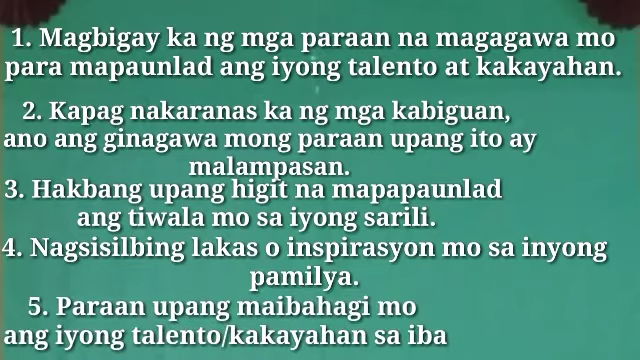 1. Magbigay ka ng mga paraan na magagawa mo
para mapaunlad ang iyong talento at kakayahan.
2. Kapag nakaranas ka ng mga kabiguan,
ano ang ginagawa mong paraan upang ito ay
malampasan.
3. Hakbang upang higit na mapapaunlad
ang tiwala mo sa iyong sarili.
4. Nagsisilbing lakas o inspirasyon mo sa inyong
pamilya.
5. Paraan upang maibahagi mo
ang iyong talento/kakayahan sa iba